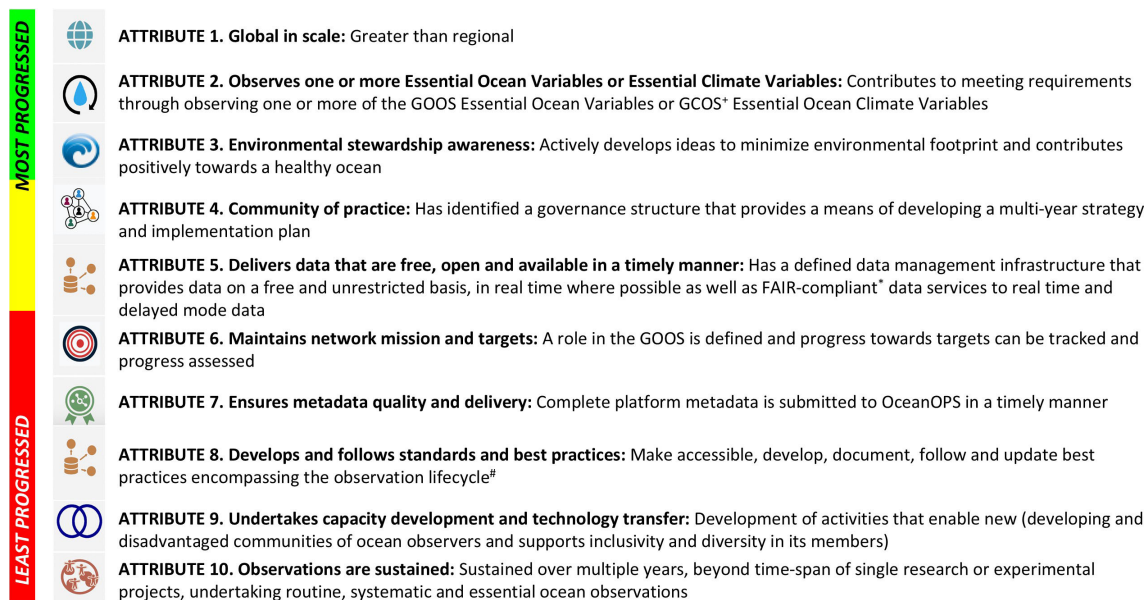 MOST PROGRESSED
LEAST PROGRESSED
ATTRIBUTE 1. Global in scale: Greater than regional
ATTRIBUTE 2. Observes one or more Essential Ocean Variables or Essential Climate Variables: Contributes to meeting requirements
through observing one or more of the GOOS Essential Ocean Variables or GCOS⁺ Essential Ocean Climate Variables
ATTRIBUTE 3. Environmental stewardship awareness: Actively develops ideas to minimize environmental footprint and contributes
positively towards a healthy ocean
ATTRIBUTE 4. Community of practice: Has identified a governance structure that provides a means of developing a multi-year strategy
and implementation plan
ATTRIBUTE 5. Delivers data that are free, open and available in a timely manner: Has a defined data management infrastructure that
provides data on a free and unrestricted basis, in real time where possible as well as FAIR-compliant* data services to real time and
delayed mode data
ATTRIBUTE 6. Maintains network mission and targets: A role in the GOOS is defined and progress towards targets can be tracked and
progress assessed
ATTRIBUTE 7. Ensures metadata quality and delivery: Complete platform metadata is submitted to OceanOPS in a timely manner
ATTRIBUTE 8. Develops and follows standards and best practices: Make accessible, develop, document, follow and update best
practices encompassing the observation lifecycle#
ATTRIBUTE 9. Undertakes capacity development and technology transfer: Development of activities that enable new (developing and
disadvantaged communities of ocean observers and supports inclusivity and diversity in its members)
ATTRIBUTE 10. Observations are sustained: Sustained over multiple years, beyond time-span of single research or experimental
projects, undertaking routine, systematic and essential ocean observations